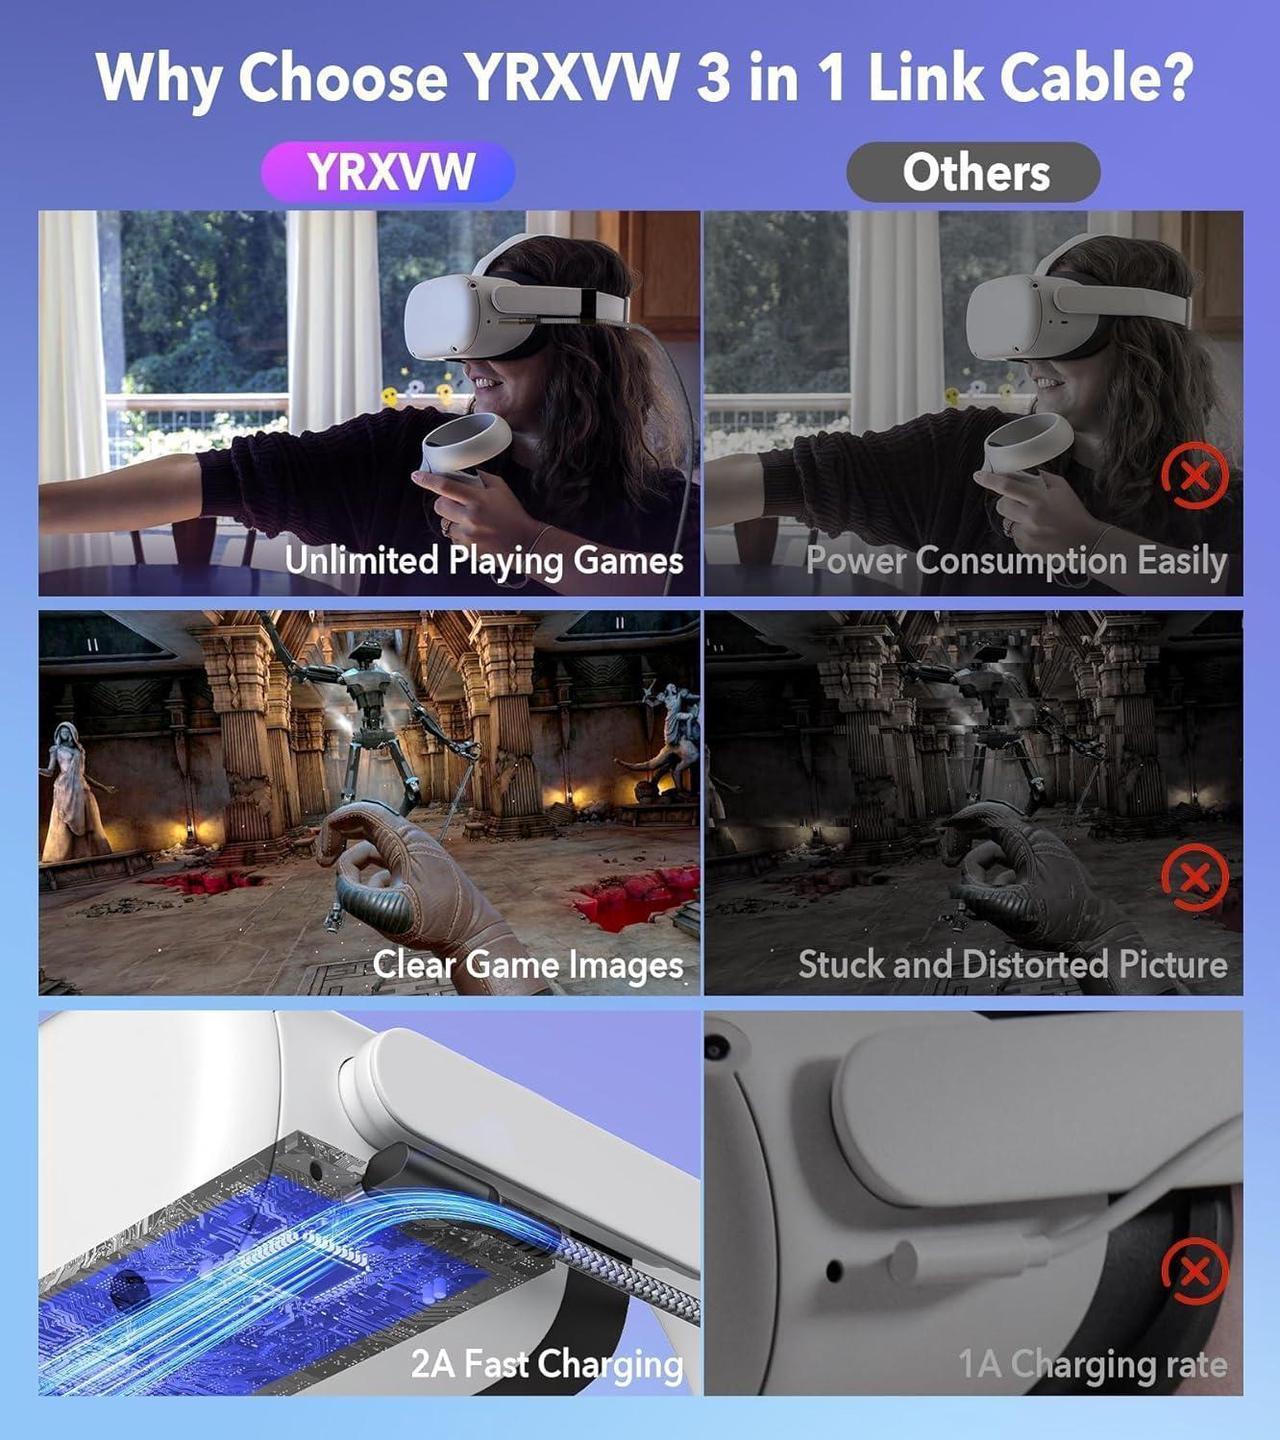 Why Choose YRXVW 3 in 1 Link Cable?
YRXVW
Others
Unlimited Playing Games
Power Consumption Easily
Clear Game Images
Stuck and Distorted Picture
2A Fast Charging
1A Charging rate